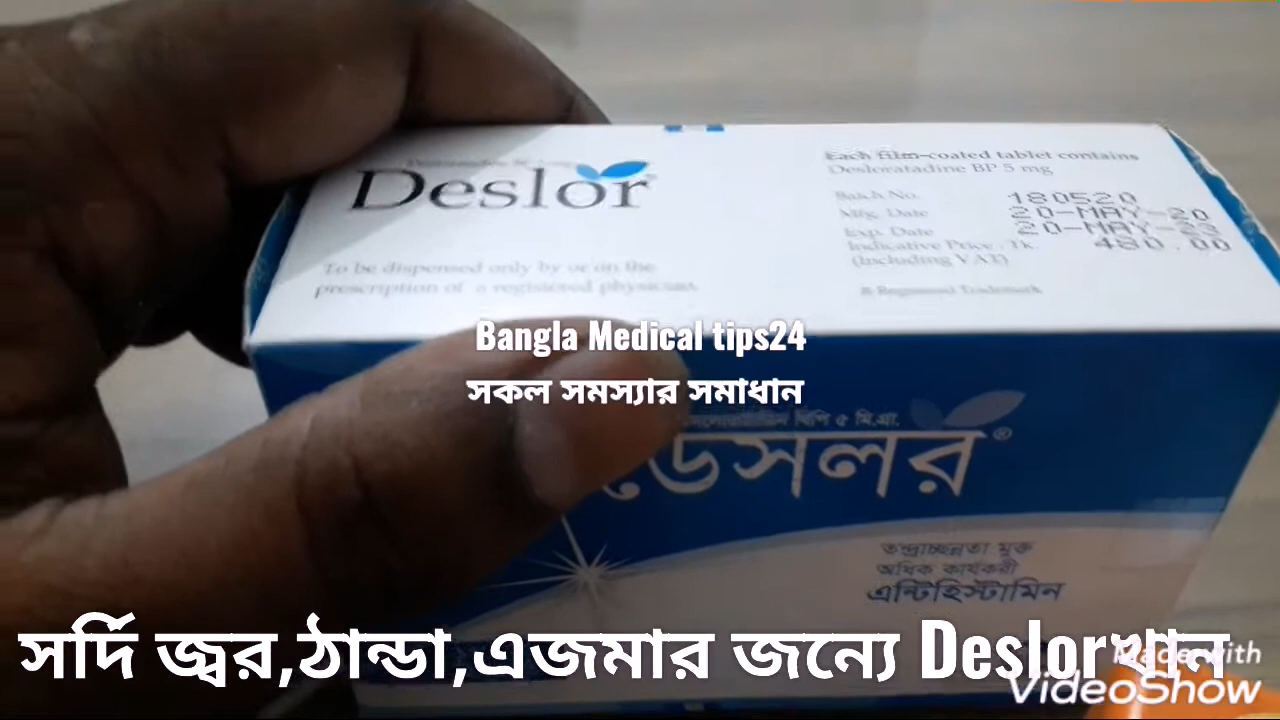 Deslor
Each film-coated tablet contains
Desloratadine BP 5 mg
Batch No. 180520
Mfg. Date 20-MAY-20
Exp. Date 20-MAY-23
Indicative Price : Tk. 480.00
(Including VAT)
® Registered Trademark
To be dispensed only by or on the
prescription of a registered physician
Bangla Medical tips24
সকল সমস্যার সমাধান
বিপি ৫ মি.গ্রা.
ডেসলর®
তন্দ্রাচ্ছন্নতা মুক্ত
অধিক কার্যকরী
এন্টিহিস্টামিন
সর্দি জ্বর,ঠান্ডা,এজমার জন্যে Deslor খান
Made with
VideoShow